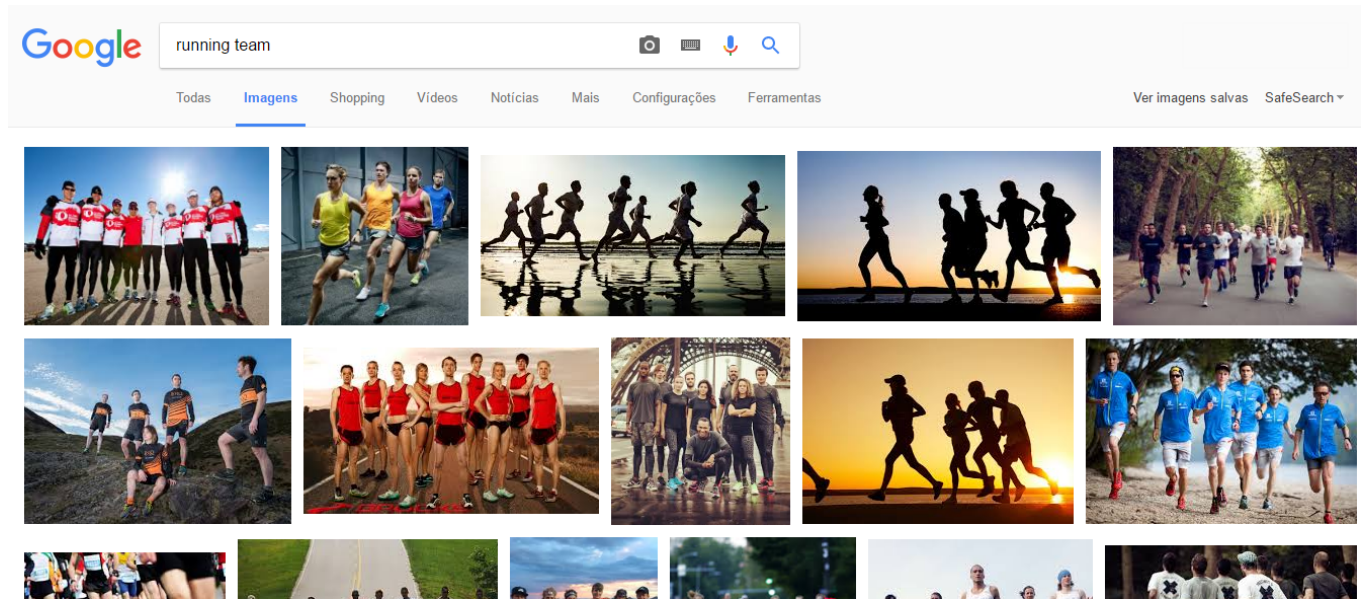 Google
running team
Todas Imagens Shopping Vídeos Notícias Mais Configurações Ferramentas Ver imagens salvas SafeSearch